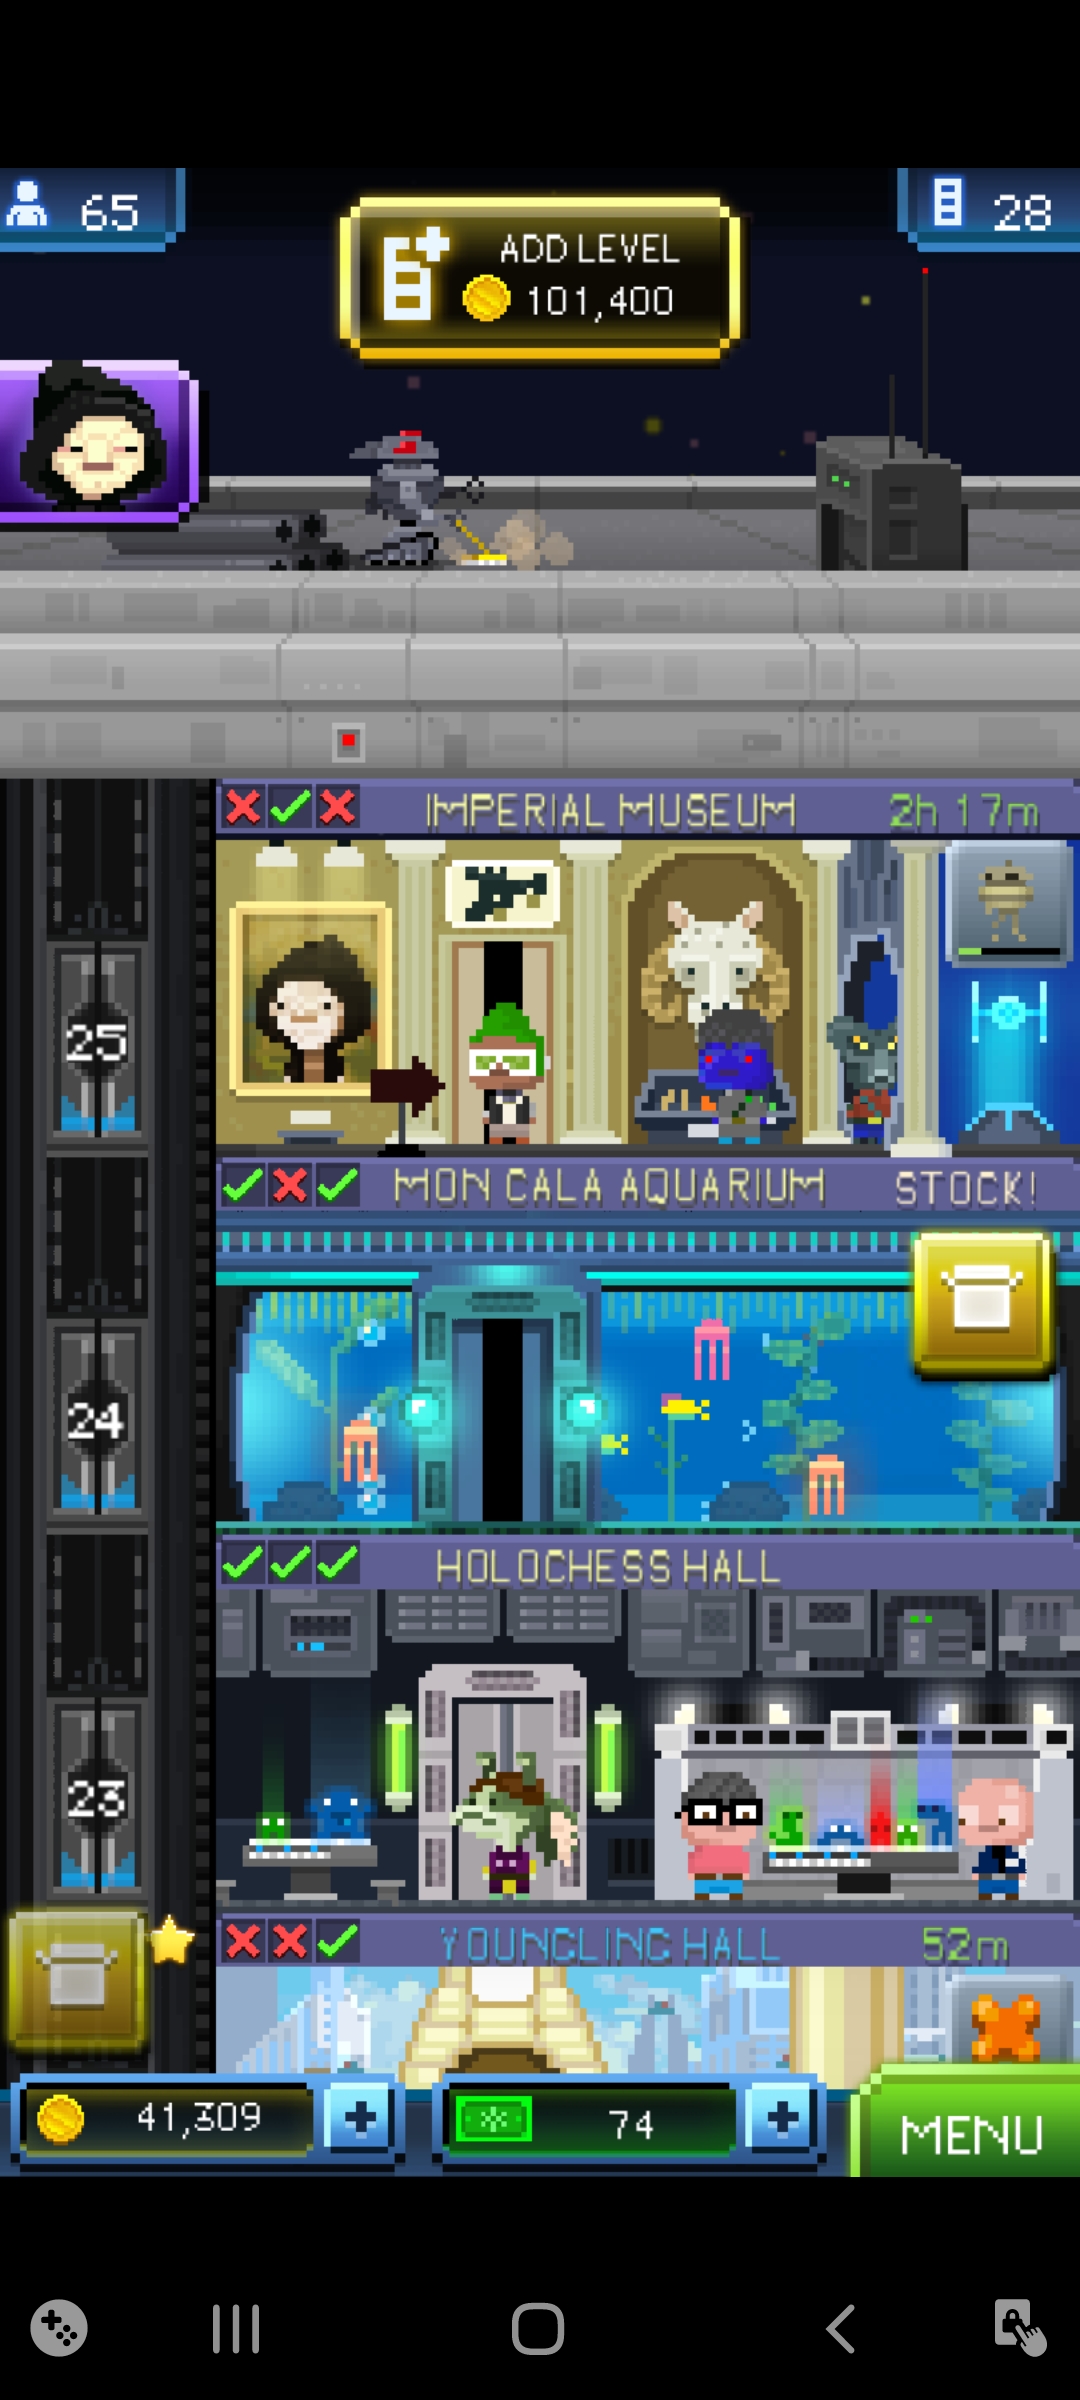 65
ADD LEVEL
101,400
28
IMPERIAL MUSEUM 2h 17m
25
MON CALA AQUARIUM STOCK!
24
HOLOCHESS HALL
23
YOUNGLING HALL 52m
41,309
74
MENU